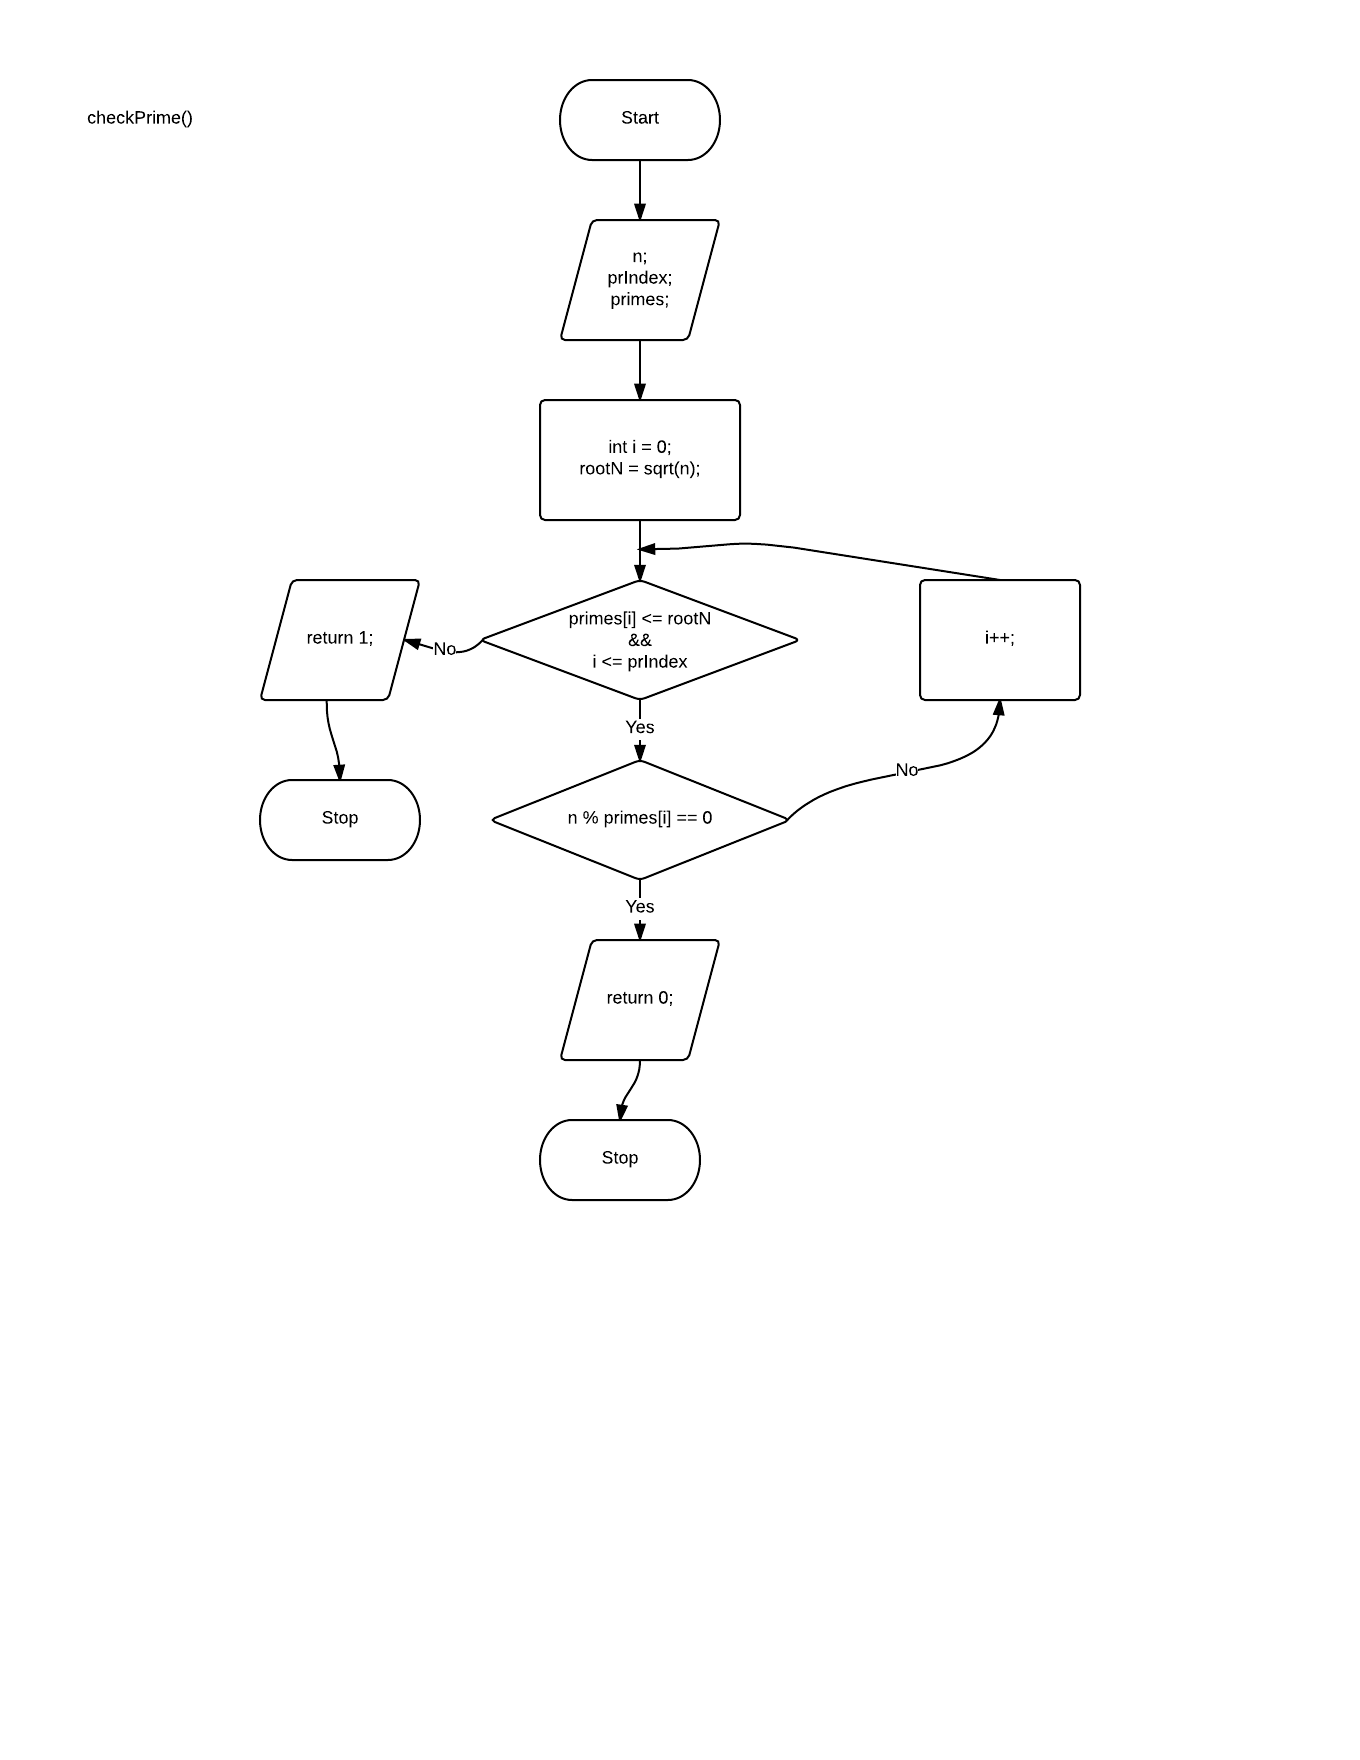 checkPrime()
Start
n;
prIndex;
primes;
int i = 0;
rootN = sqrt(n);
primes[i] <= rootN
&&
i <= prIndex
No
return 1;
i++;
Yes
No
Stop
n % primes[i] == 0
Yes
return 0;
Stop